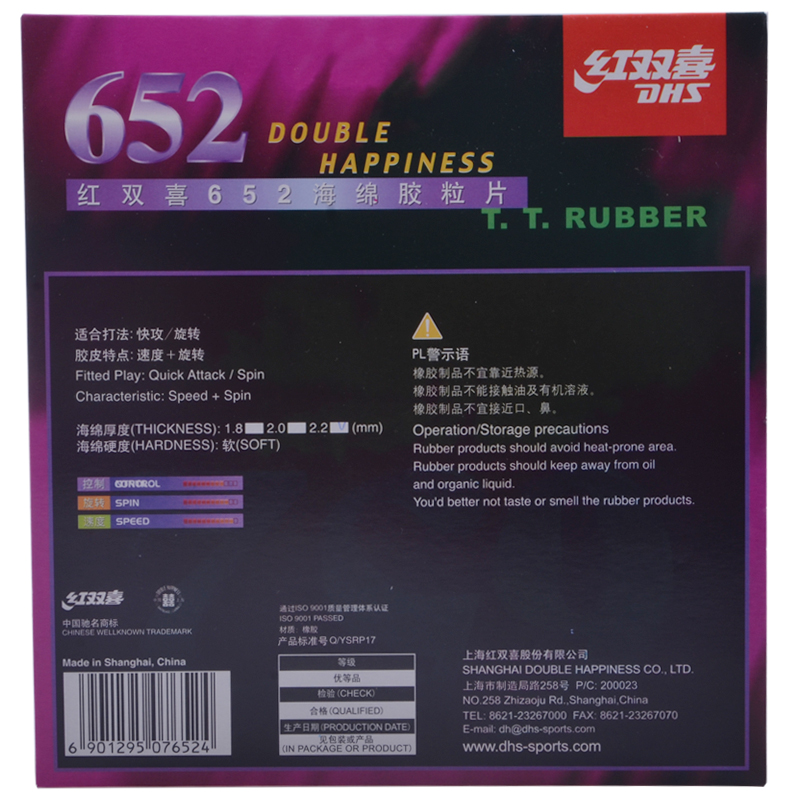 652
DOUBLE
HAPPINESS
红双喜
DHS
红双喜652海绵胶粒片
T. T. RUBBER
适合打法: 快攻/旋转
胶皮特点: 速度+旋转
Fitted Play: Quick Attack / Spin
Characteristic: Speed + Spin
海绵厚度(THICKNESS): 1.8 2.0 2.2 V (mm)
海绵硬度(HARDNESS): 软(SOFT)
控制
旋转 SPIN
速度 SPEED
PL警示语
橡胶制品不宜靠近热源。
橡胶制品不能接触油及有机溶液。
橡胶制品不宜接近口、鼻。
Operation/Storage precautions
Rubber products should avoid heat-prone area.
Rubber products should keep away from oil
and organic liquid.
You'd better not taste or smell the rubber products.
红双喜
中国驰名商标
CHINESE WELLKNOWN TRADEMARK
Made in Shanghai, China
6 901295 076524
通过ISO 9001质量管理体系认证
ISO 9001 PASSED
材质: 橡胶
产品标准号 Q/YSRP17
等级
优等品
检验(CHECK)
合格(QUALIFIED)
生产日期(PRODUCTION DATE)
见包装或产品
(IN PACKAGE OR PRODUCT)
上海红双喜股份有限公司
SHANGHAI DOUBLE HAPPINESS CO., LTD.
上海市制造局路258号 P/C: 200023
NO.258 Zhizaoju Rd.,Shanghai,China
TEL: 8621-23267000 FAX: 8621-23267070
E-mail: dh@dhs-sports.com
www.dhs-sports.com